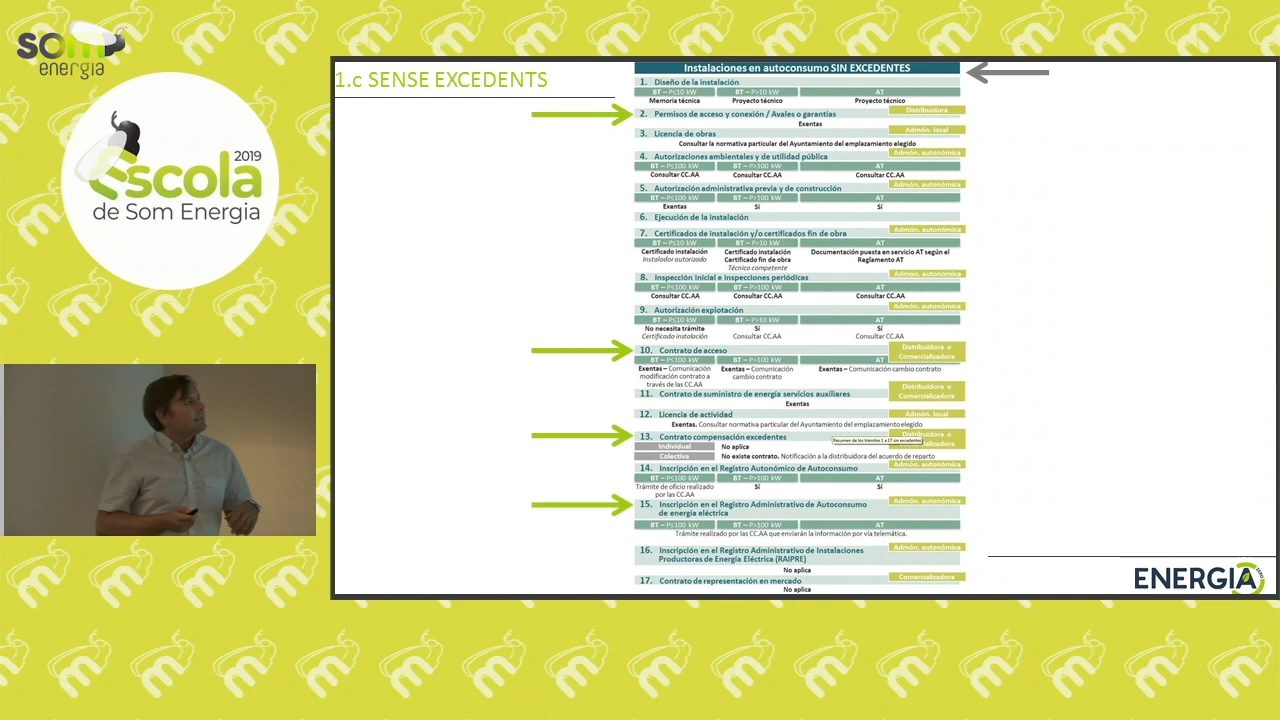 som
energia
2019
Escola
de Som Energia
1.c SENSE EXCEDENTS
Instalaciones en autoconsumo SIN EXCEDENTES
1. Diseño de la instalación
BT – P≤10 kW BT – P>10 kW AT
Memoria técnica Proyecto técnico Proyecto técnico
Distribuidora
2. Permisos de acceso y conexión / Avales o garantías
Exentas
Admón. local
3. Licencia de obras
Consultar la normativa particular del Ayuntamiento del emplazamiento elegido
Admón. autonómica
4. Autorizaciones ambientales y de utilidad pública
BT – P≤100 kW BT – P>100 kW AT
Consultar CC.AA Consultar CC.AA Consultar CC.AA
Admón. autonómica
5. Autorización administrativa previa y de construcción
BT – P≤100 kW BT – P>100 kW AT
Exentas Sí Sí
6. Ejecución de la instalación
Admón. autonómica
7. Certificados de instalación y/o certificados fin de obra
BT – P≤10 kW BT – P>10 kW AT
Certificado instalación Certificado instalación Documentación puesta en servicio AT según el
Instalador autorizado Certificado fin de obra Reglamento AT
Técnico competente
Admón. autonómica
8. Inspección inicial e inspecciones periódicas
BT – P≤100 kW BT – P>100 kW AT
Consultar CC.AA Consultar CC.AA Consultar CC.AA
Admón. autonómica
9. Autorización explotación
BT – P≤10 kW BT – P>10 kW AT
No necesita trámite Sí Sí
Certificado instalación Consultar CC.AA Consultar CC.AA
Distribuidora o
Comercializadora
10. Contrato de acceso
BT – P≤100 kW BT – P>100 kW AT
Exentas – Comunicación Exentas – Comunicación Exentas – Comunicación cambio contrato
modificación contrato a cambio contrato
través de las CC.AA
Distribuidora o
Comercializadora
11. Contrato de suministro de energía servicios auxiliares
Exentas
Admón. local
12. Licencia de actividad
Exentas. Consultar normativa particular del Ayuntamiento del emplazamiento elegido
Distribuidora o
13. Contrato compensación excedentes
Resumen de los trámites 1 a 17 sin excedentes
Individual No aplica
Colectiva No existe contrato. Notificación a la distribuidora del acuerdo de reparto
Admón. autonómica
14. Inscripción en el Registro Autonómico de Autoconsumo
BT – P≤100 kW BT – P>100 kW AT
Trámite de oficio realizado Sí Sí
por las CC.AA
Admón. autonómica
15. Inscripción en el Registro Administrativo de Autoconsumo
de energía eléctrica
BT – P≤100 kW BT – P>100 kW AT
Trámite realizado por las CC.AA que enviarán la información por vía telemática.
Admón. autonómica
16. Inscripción en el Registro Administrativo de Instalaciones
Productoras de Energía Eléctrica (RAIPRE)
No aplica
Comercializadora
17. Contrato de representación en mercado
No aplica
ENERGIA